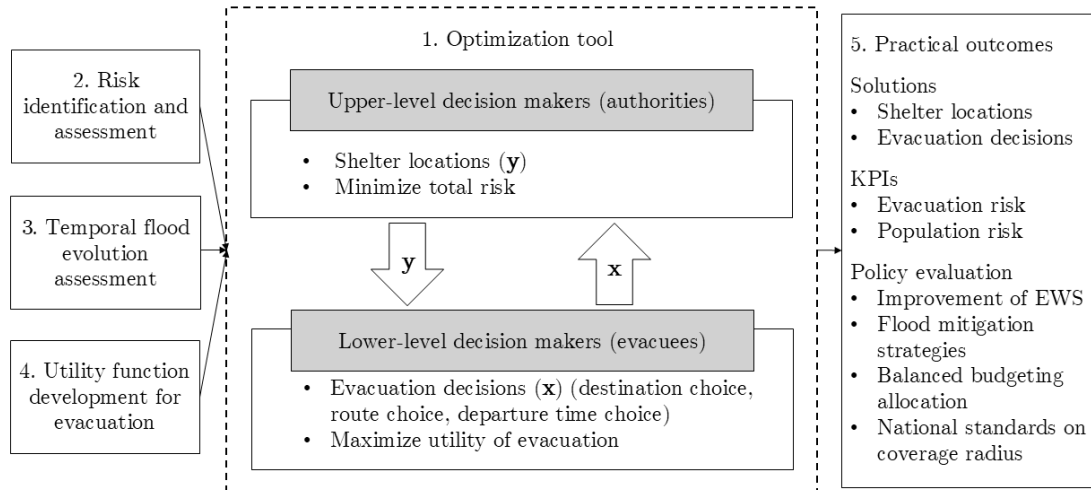 2. Risk
identification and
assessment
3. Temporal flood
evolution
assessment
4. Utility function
development for
evacuation
1. Optimization tool
Upper-level decision makers (authorities)
• Shelter locations (y)
• Minimize total risk
y
x
Lower-level decision makers (evacuees)
• Evacuation decisions (x) (destination choice,
route choice, departure time choice)
• Maximize utility of evacuation
5. Practical outcomes
Solutions
• Shelter locations
• Evacuation decisions
KPIs
• Evacuation risk
• Population risk
Policy evaluation
• Improvement of EWS
• Flood mitigation
strategies
• Balanced budgeting
allocation
• National standards on
coverage radius